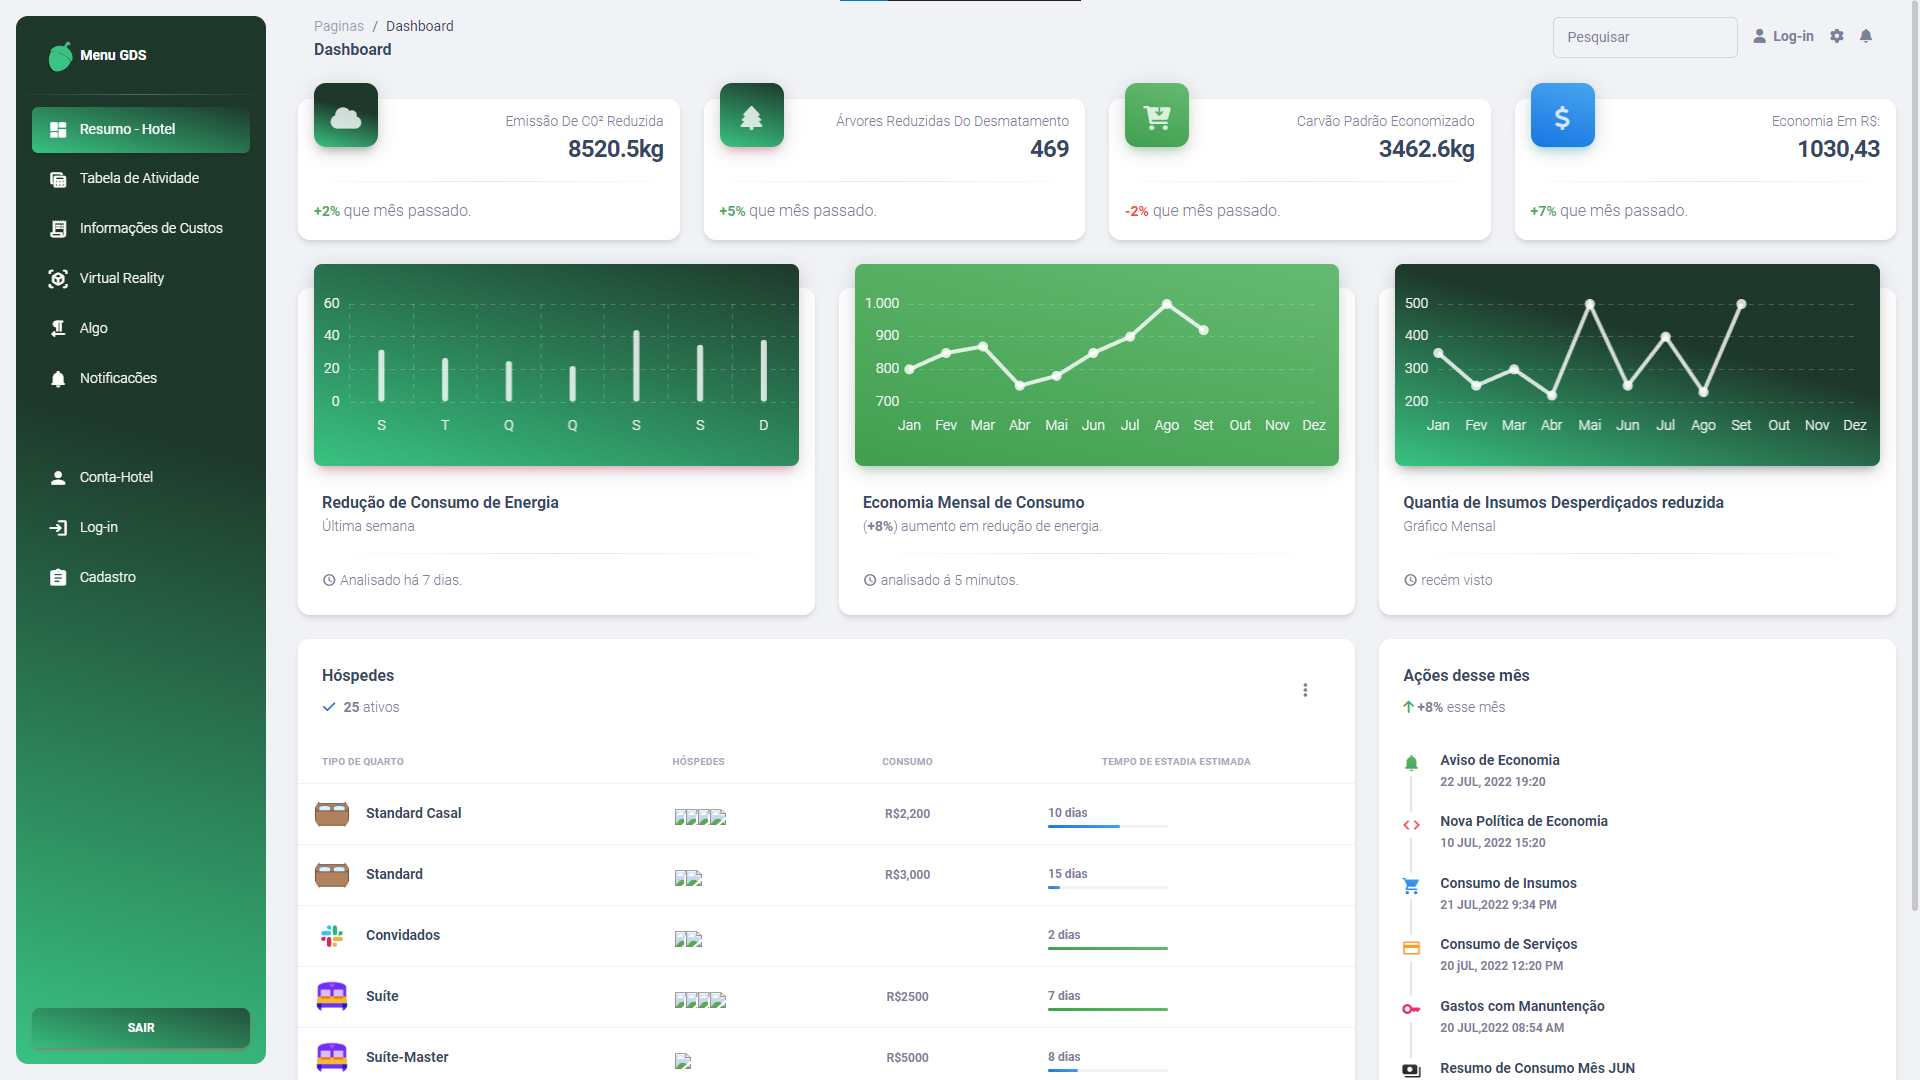 Menu GDS
Resumo - Hotel
Tabela de Atividade
Informações de Custos
Virtual Reality
Algo
Notificacões
Conta-Hotel
Log-in
Cadastro
SAIR
Paginas / Dashboard
Dashboard
Pesquisar
Log-in
Emissão De C0² Reduzida
8520.5kg
+2% que mês passado.
Árvores Reduzidas Do Desmatamento
469
+5% que mês passado.
Carvão Padrão Economizado
3462.6kg
-2% que mês passado.
Economia Em R$:
1030,43
+7% que mês passado.
60
40
20
0
S T Q Q S S D
Redução de Consumo de Energia
Última semana
Analisado há 7 dias.
1.000
900
800
700
Jan Fev Mar Abr Mai Jun Jul Ago Set Out Nov Dez
Economia Mensal de Consumo
(+8%) aumento em redução de energia.
analisado á 5 minutos.
500
400
300
200
Jan Fev Mar Abr Mai Jun Jul Ago Set Out Nov Dez
Quantia de Insumos Desperdiçados reduzida
Gráfico Mensal
recém visto
Hóspedes
25 ativos
TIPO DE QUARTO HÓSPEDES CONSUMO TEMPO DE ESTADIA ESTIMADA
Standard Casal R$2,200 10 dias
Standard R$3,000 15 dias
Convidados 2 dias
Suíte R$2500 7 dias
Suíte-Master R$5000 8 dias
Ações desse mês
+8% esse mês
Aviso de Economia
22 JUL, 2022 19:20
Nova Política de Economia
10 JUL, 2022 15:20
Consumo de Insumos
21 JUL,2022 9:34 PM
Consumo de Serviços
20 jUL, 2022 12:20 PM
Gastos com Manuntenção
20 JUL,2022 08:54 AM
Resumo de Consumo Mês JUN